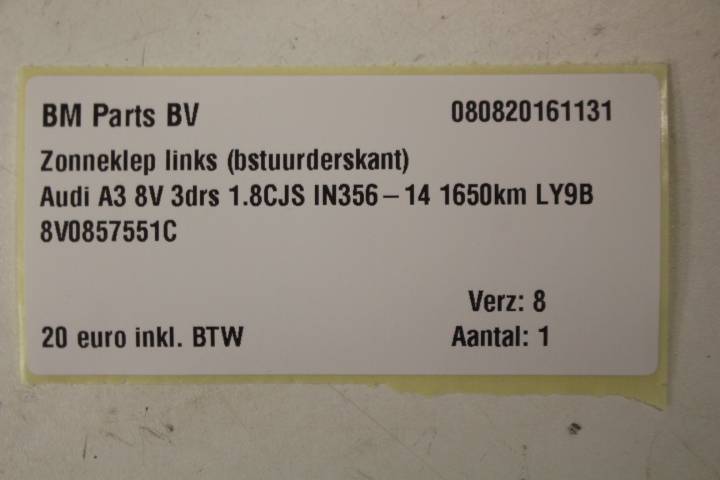 BM Parts BV 080820161131
Zonneklep links (bstuurderskant)
Audi A3 8V 3drs 1.8CJS IN356-14 1650km LY9B
8V0857551C
Verz: 8
20 euro inkl. BTW Aantal: 1